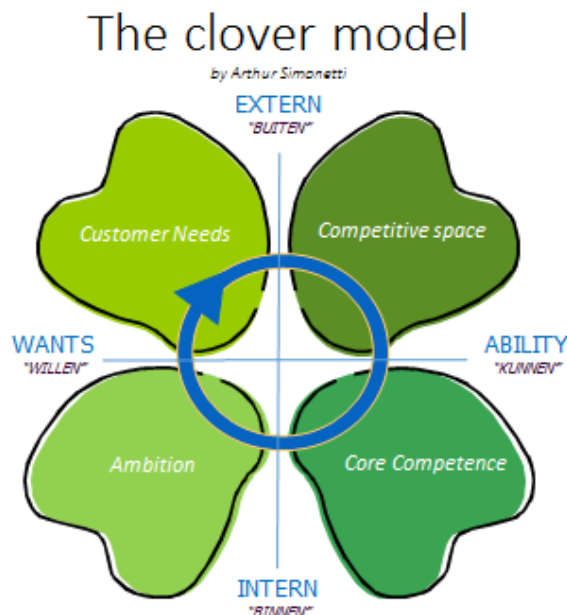 The clover model
by Arthur Simonetti
EXTERN
"BUITEN"
Customer Needs
Competitive space
WANTS
"WILLEN"
ABILITY
"KUNNEN"
Ambition
Core Competence
INTERN
"BINNEN"